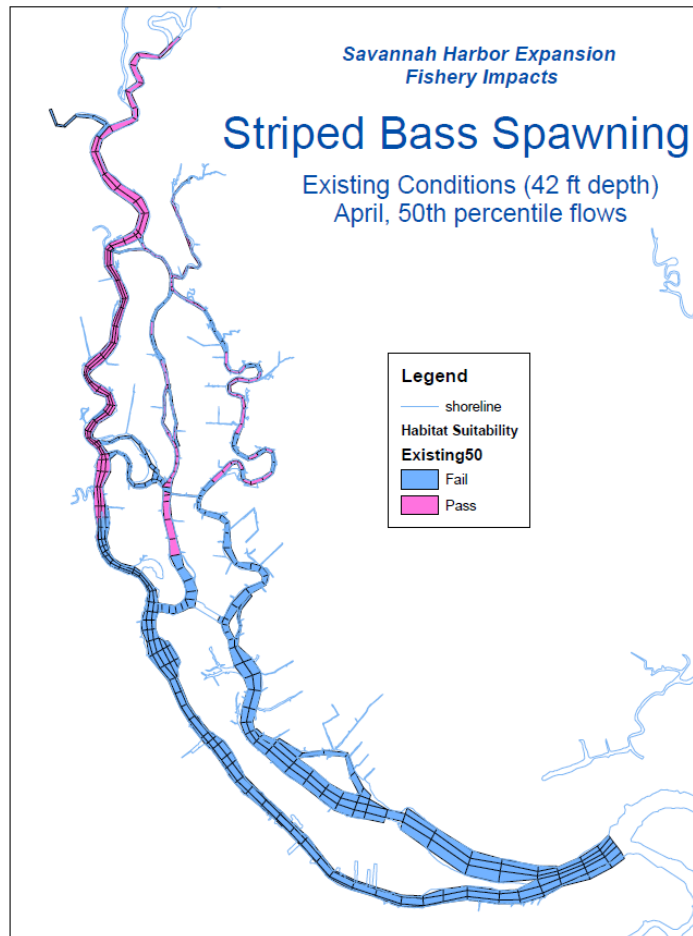 Savannah Harbor Expansion
Fishery Impacts
Striped Bass Spawning
Existing Conditions (42 ft depth)
April, 50th percentile flows
Legend
shoreline
Habitat Suitability
Existing50
Fail
Pass